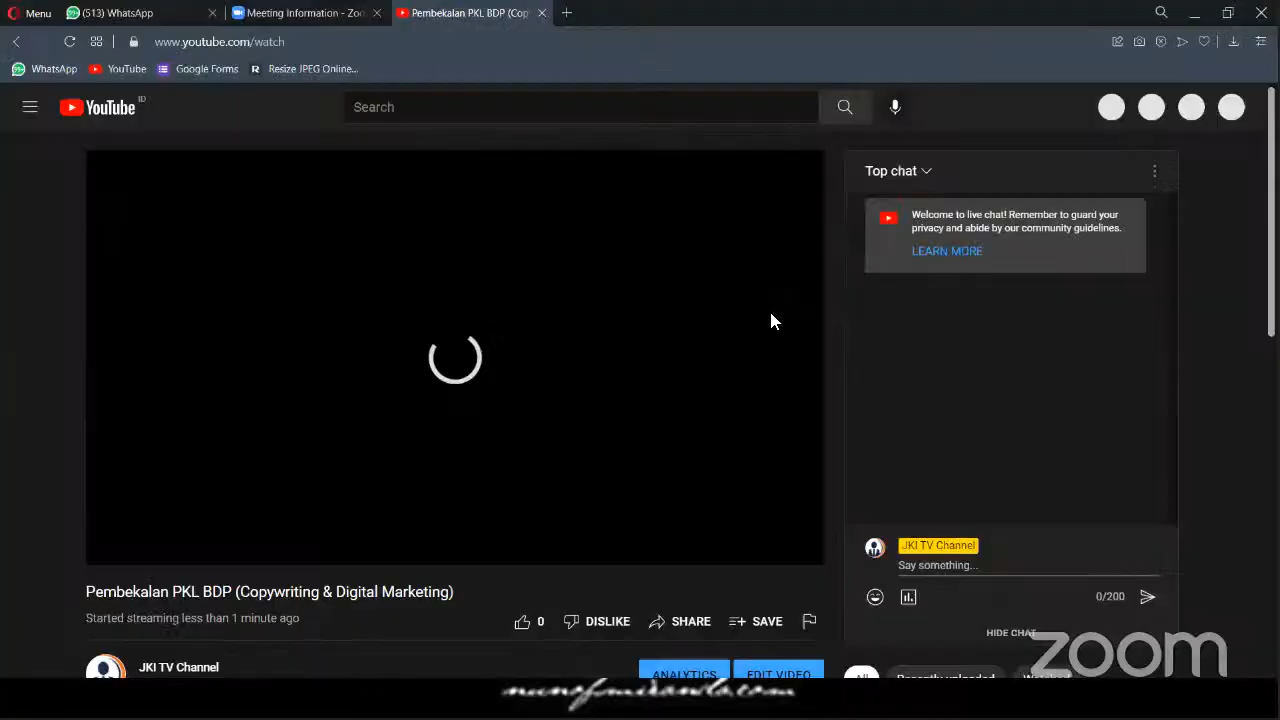 Menu
(513) WhatsApp
Meeting Information - Zoo
Pembekalan PKL BDP (Cop
www.youtube.com/watch
99+
WhatsApp
YouTube
Google Forms
R
Resize JPEG Online...
YouTube ID
Search
Top chat
Welcome to live chat! Remember to guard your
privacy and abide by our community guidelines.
LEARN MORE
JKI TV Channel
Say something...
0/200
HIDE CHAT
Pembekalan PKL BDP (Copywriting & Digital Marketing)
Started streaming less than 1 minute ago
0
DISLIKE
SHARE
SAVE
JKI TV Channel
ANALYTICS
EDIT VIDEO
All
Recently uploaded
Watched
zoom